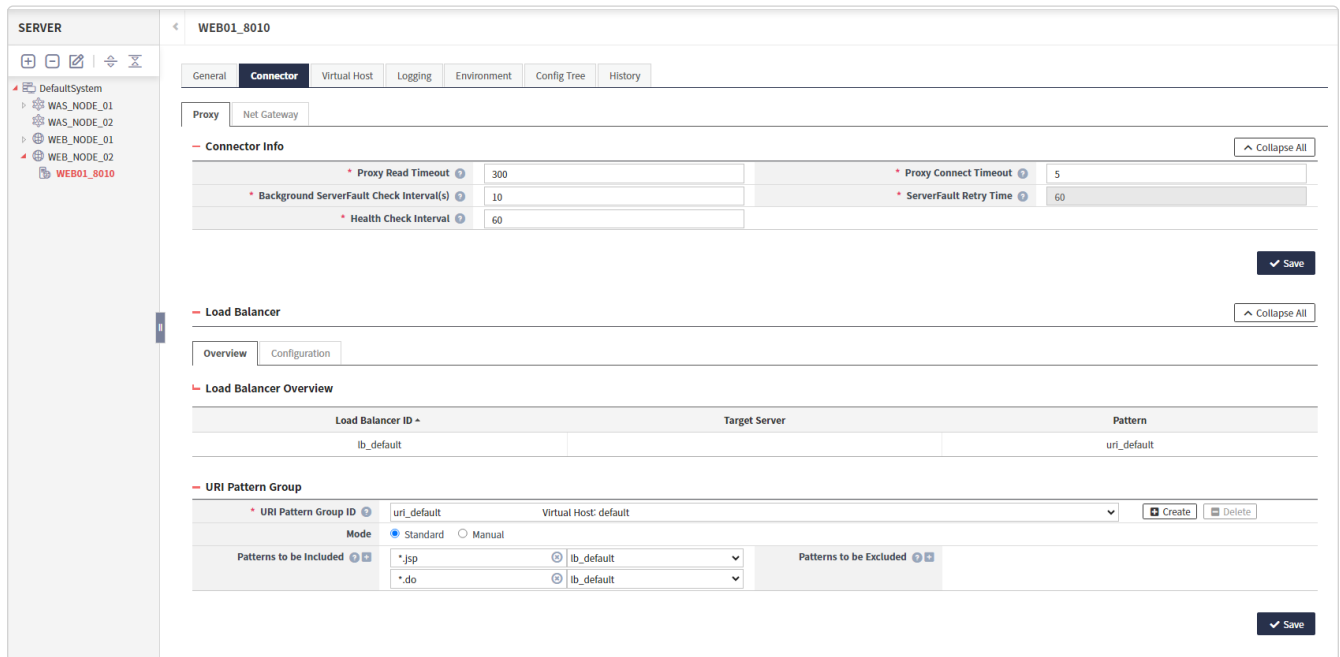 SERVER
WEB01_8010
General Connector Virtual Host Logging Environment Config Tree History
DefaultSystem
WAS_NODE_01
WAS_NODE_02
WEB_NODE_01
WEB_NODE_02
WEB01_8010
Proxy Net Gateway
Connector Info Collapse All
* Proxy Read Timeout ? 300 * Proxy Connect Timeout ? 5
* Background ServerFault Check Interval(s) ? 10 * ServerFault Retry Time ? 60
* Health Check Interval ? 60
Save
Load Balancer Collapse All
Overview Configuration
Load Balancer Overview
Load Balancer ID Target Server Pattern
lb_default uri_default
URI Pattern Group
* URI Pattern Group ID ? uri_default Virtual Host: default Create Delete
Mode Standard Manual
Patterns to be Included ? *.jsp lb_default Patterns to be Excluded ?
*.do lb_default
Save